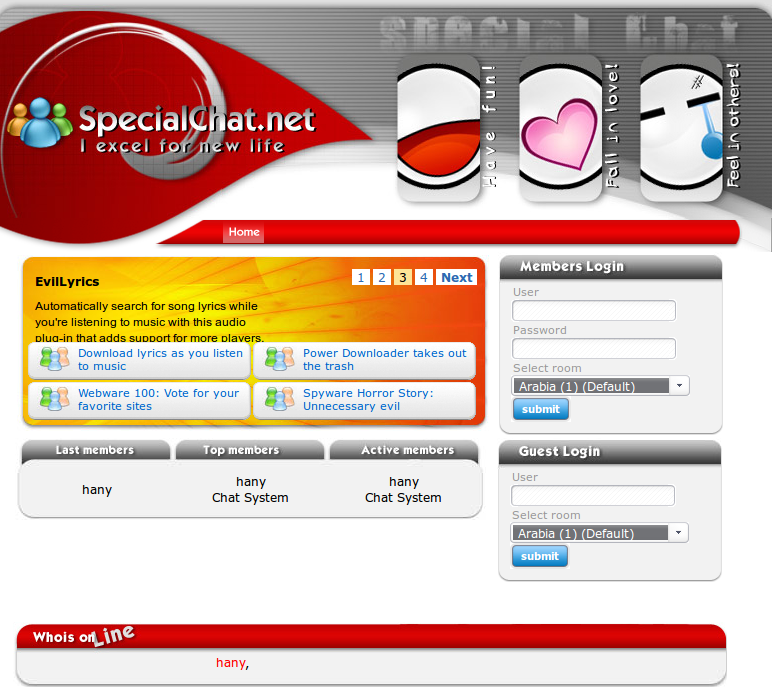 special chat
SpecialChat.net
I excel for new life
Have fun!
Fall in love!
Feel in others!
Home
EvilLyrics
1 2 3 4 Next
Automatically search for song lyrics while
you're listening to music with this audio
plug-in that adds support for more players.
Download lyrics as you listen
to music
Power Downloader takes out
the trash
Webware 100: Vote for your
favorite sites
Spyware Horror Story:
Unnecessary evil
Members Login
User
Password
Select room
Arabia (1) (Default)
submit
Last members
Top members
Active members
hany
hany
Chat System
hany
Chat System
Guest Login
User
Select room
Arabia (1) (Default)
submit
Whois on Line
hany,